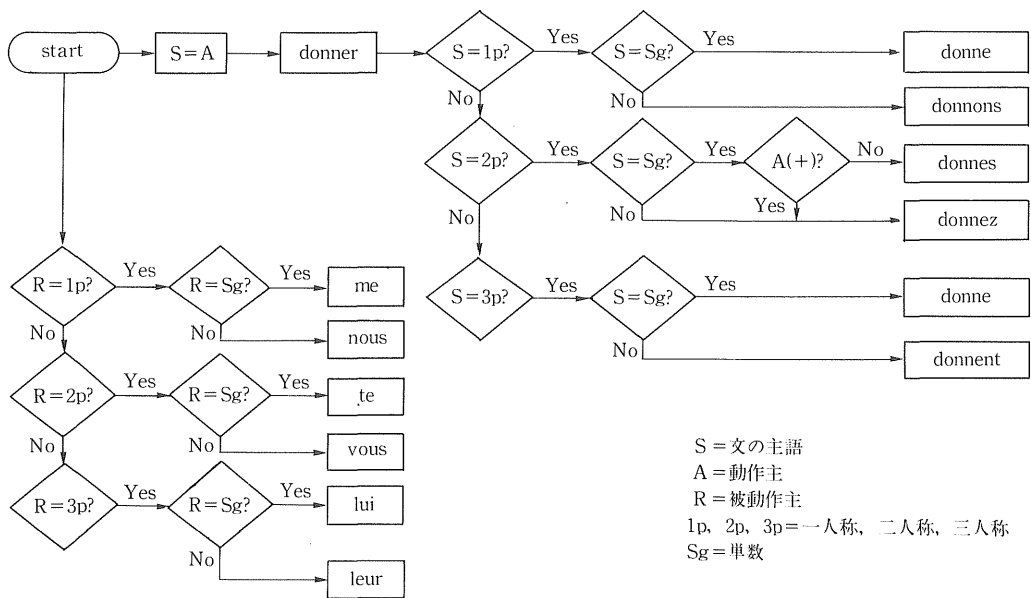 start
S=A
donner
S=1p?
Yes
S=Sg?
Yes
donne
No
No
donnons
S=2p?
Yes
S=Sg?
Yes
A(+)?
No
donnes
No
No
Yes
donnez
R=1p?
Yes
R=Sg?
Yes
me
S=3p?
Yes
S=Sg?
Yes
donne
No
No
nous
No
donnent
R=2p?
Yes
R=Sg?
Yes
te
No
No
vous
R=3p?
Yes
R=Sg?
Yes
lui
No
leur
S=文の主語
A=動作主
R=被動作主
1p, 2p, 3p=一人称, 二人称, 三人称
Sg=単数